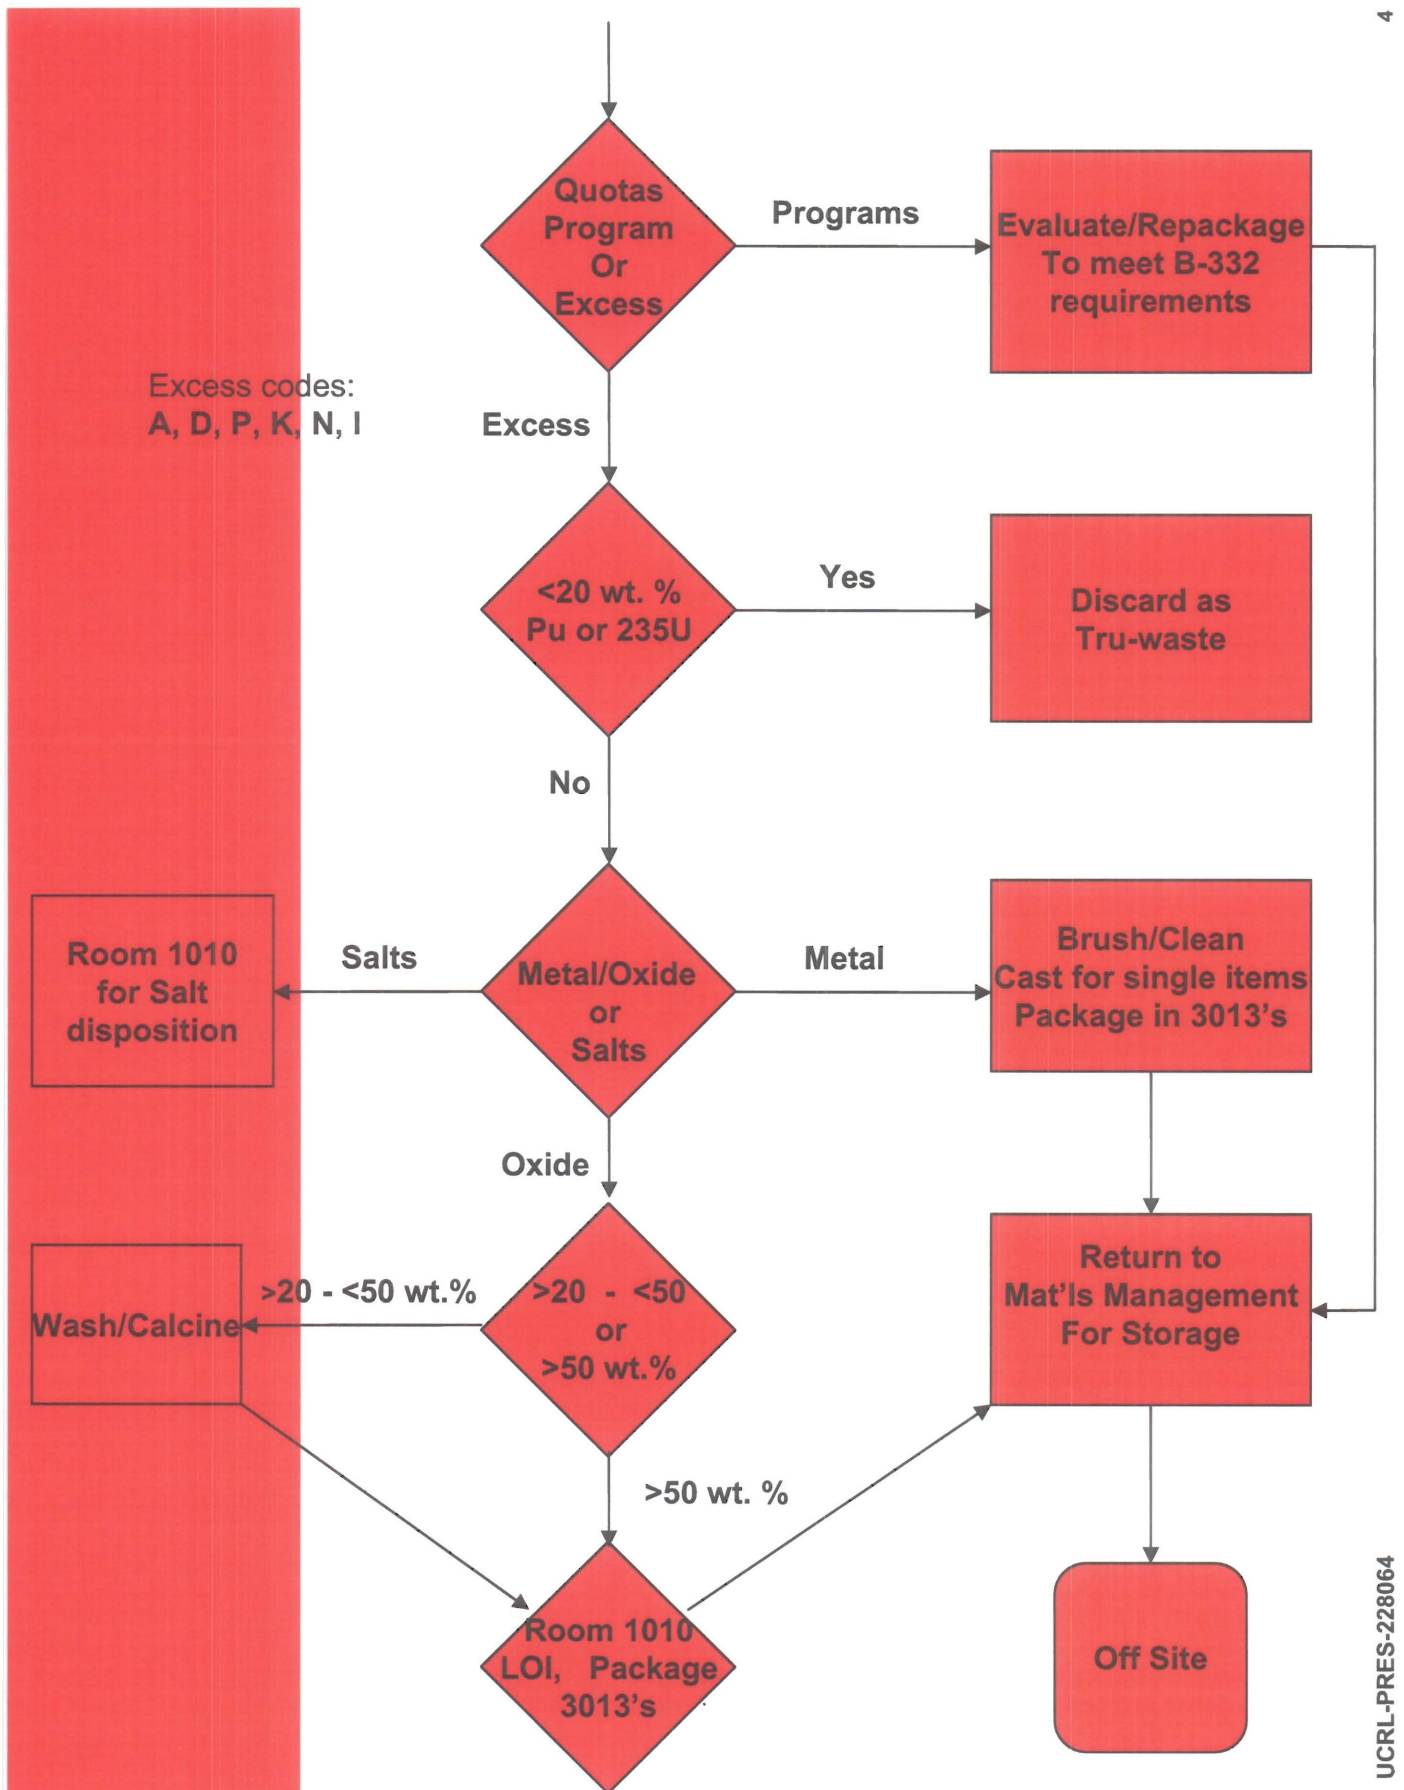 4
Quotas
Program
Or
Excess
Programs
Evaluate/Repackage
To meet B-332
requirements
Excess codes:
A, D, P, K, N, I
Excess
<20 wt. %
Pu or 235U
Yes
Discard as
Tru-waste
No
Room 1010
for Salt
disposition
Salts
Metal/Oxide
or
Salts
Metal
Brush/Clean
Cast for single items
Package in 3013's
Oxide
Wash/Calcine
>20 - <50 wt.%
>20 - <50
or
>50 wt.%
Return to
Mat'ls Management
For Storage
>50 wt. %
Room 1010
LOI, Package
3013's
Off Site
UCRL-PRES-228064